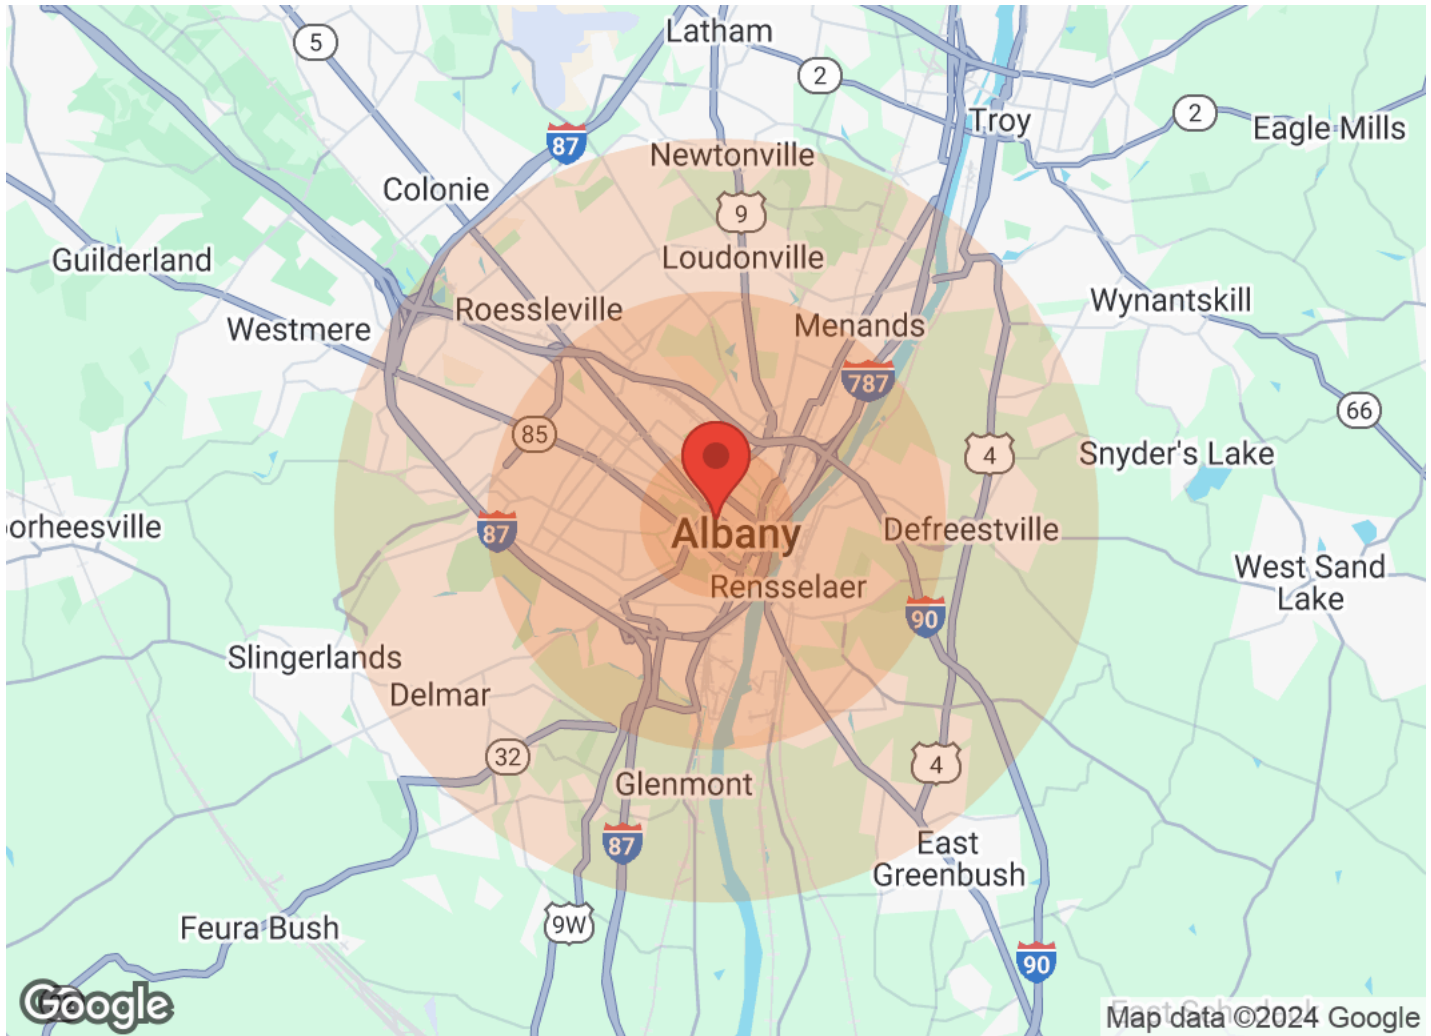 Latham
5
2
2
Troy
Eagle Mills
87
Newtonville
Colonie
9
Guilderland
Loudonville
Wynantskill
Roessleville
Westmere
Menands
787
66
85
4
Snyder's Lake
orheesville
87
Albany
Defreestville
West Sand
Lake
Rensselaer
90
Slingerlands
Delmar
32
4
Glenmont
87
East
Greenbush
9W
Feura Bush
90
Google
Map data ©2024 Google